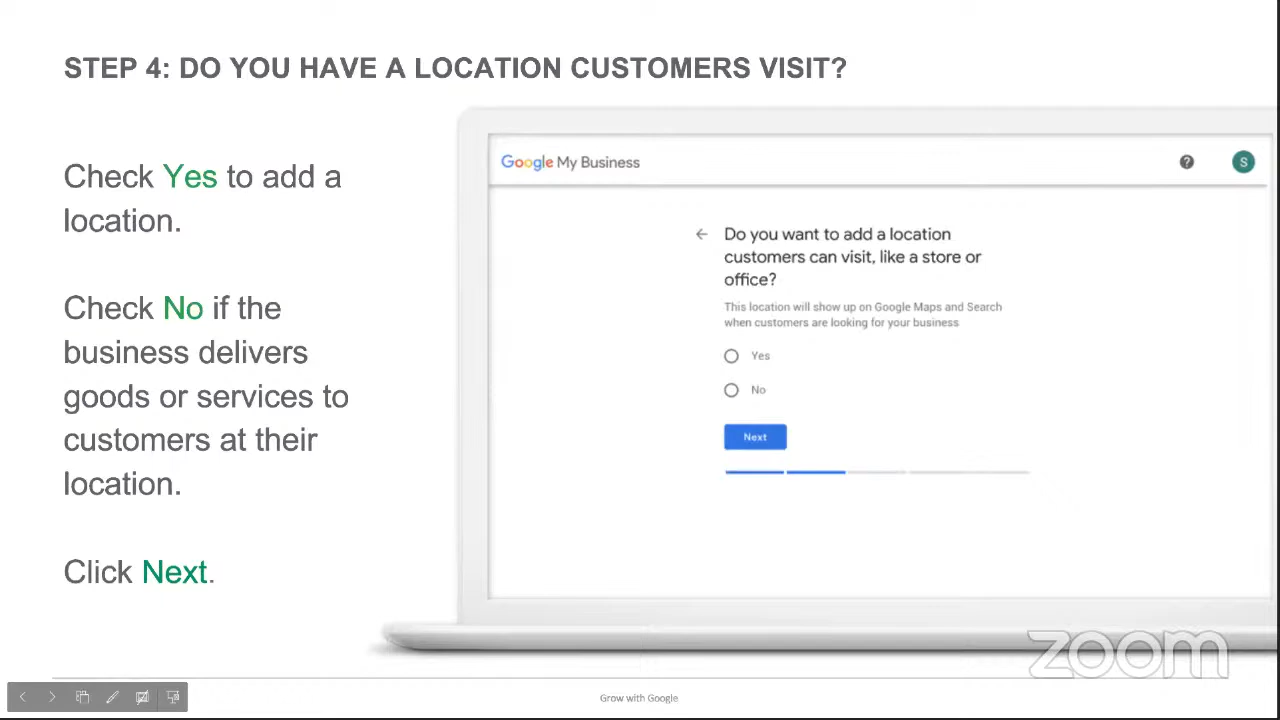 STEP 4: DO YOU HAVE A LOCATION CUSTOMERS VISIT?
Check Yes to add a
location.
Check No if the
business delivers
goods or services to
customers at their
location.
Click Next.
Google My Business
?
S
Do you want to add a location
customers can visit, like a store or
office?
This location will show up on Google Maps and Search
when customers are looking for your business
Yes
No
Next
zoom
Grow with Google